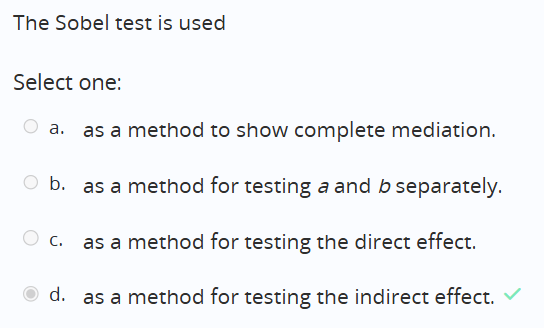 The Sobel test is used
Select one:
a. as a method to show complete mediation.
b. as a method for testing a and b separately.
c. as a method for testing the direct effect.
d. as a method for testing the indirect effect.